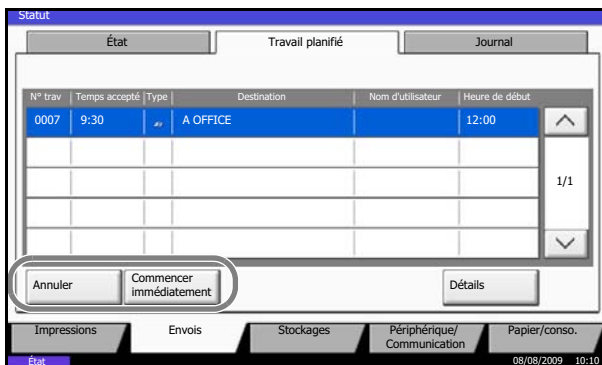 Statut
État Travail planifié Journal
N° trav Temps accepté Type Destination Nom d'utilisateur Heure de début
0007 9:30 A OFFICE 12:00
1/1
Annuler Commencer immédiatement Détails
Impressions Envois Stockages Périphérique/ Communication Papier/conso.
État 08/08/2009 10:10